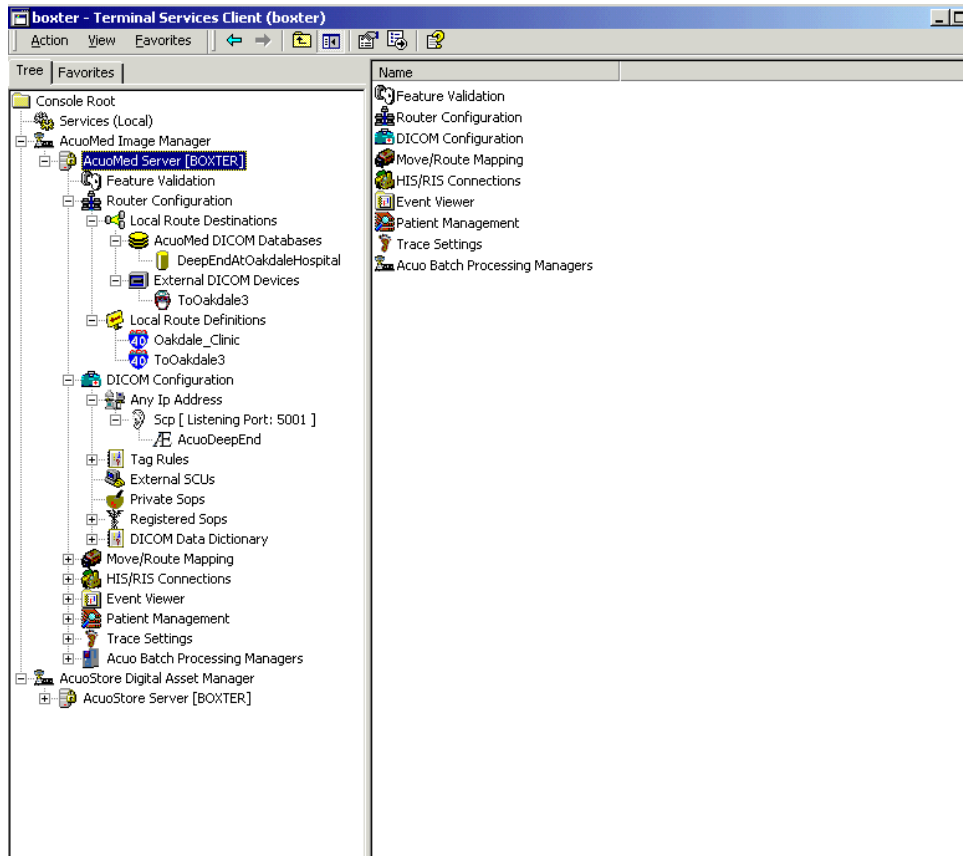 boxter - Terminal Services Client (boxter)
Action View Favorites
Tree Favorites
Console Root
Services (Local)
AcuoMed Image Manager
AcuoMed Server [BOXTER]
Feature Validation
Router Configuration
Local Route Destinations
AcuoMed DICOM Databases
DeepEndAtOakdaleHospital
External DICOM Devices
ToOakdale3
Local Route Definitions
40 Oakdale_Clinic
40 ToOakdale3
DICOM Configuration
Any Ip Address
Scp [ Listening Port: 5001 ]
Æ AcuoDeepEnd
Tag Rules
External SCUs
Private Sops
Registered Sops
DICOM Data Dictionary
Move/Route Mapping
HIS/RIS Connections
Event Viewer
Patient Management
Trace Settings
Acuo Batch Processing Managers
AcuoStore Digital Asset Manager
AcuoStore Server [BOXTER]
Name
Feature Validation
Router Configuration
DICOM Configuration
Move/Route Mapping
HIS/RIS Connections
Event Viewer
Patient Management
Trace Settings
Acuo Batch Processing Managers